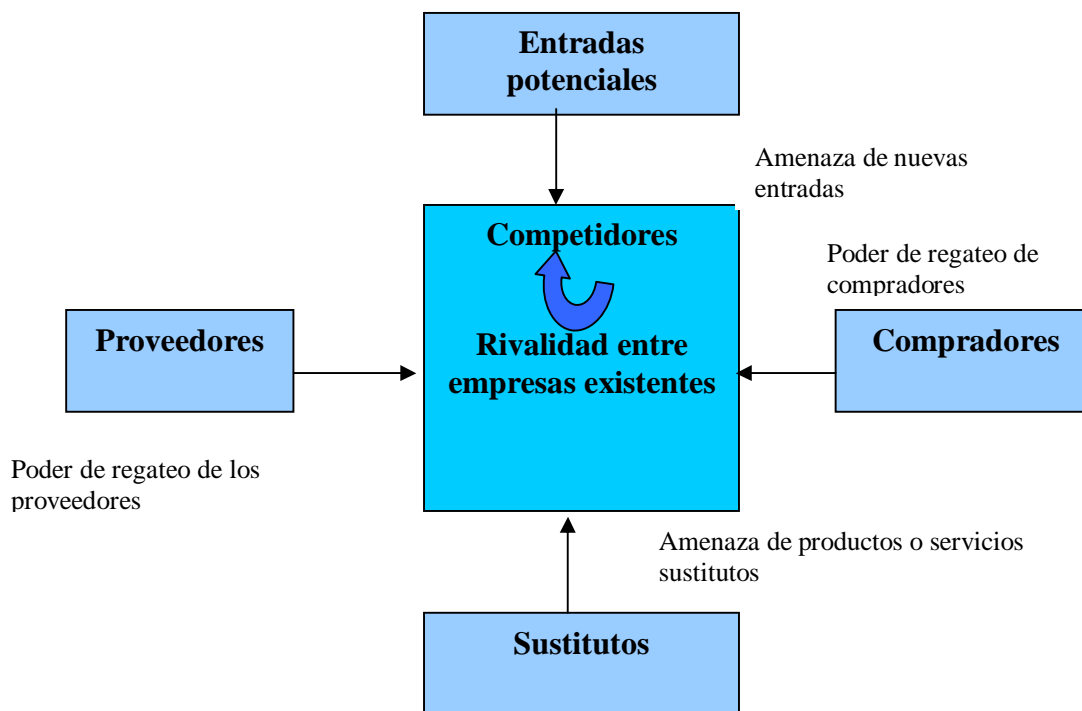 Entradas
potenciales
Amenaza de nuevas
entradas
Competidores
Poder de regateo de
compradores
Proveedores
Rivalidad entre
empresas existentes
Compradores
Poder de regateo de los
proveedores
Amenaza de productos o servicios
sustitutos
Sustitutos